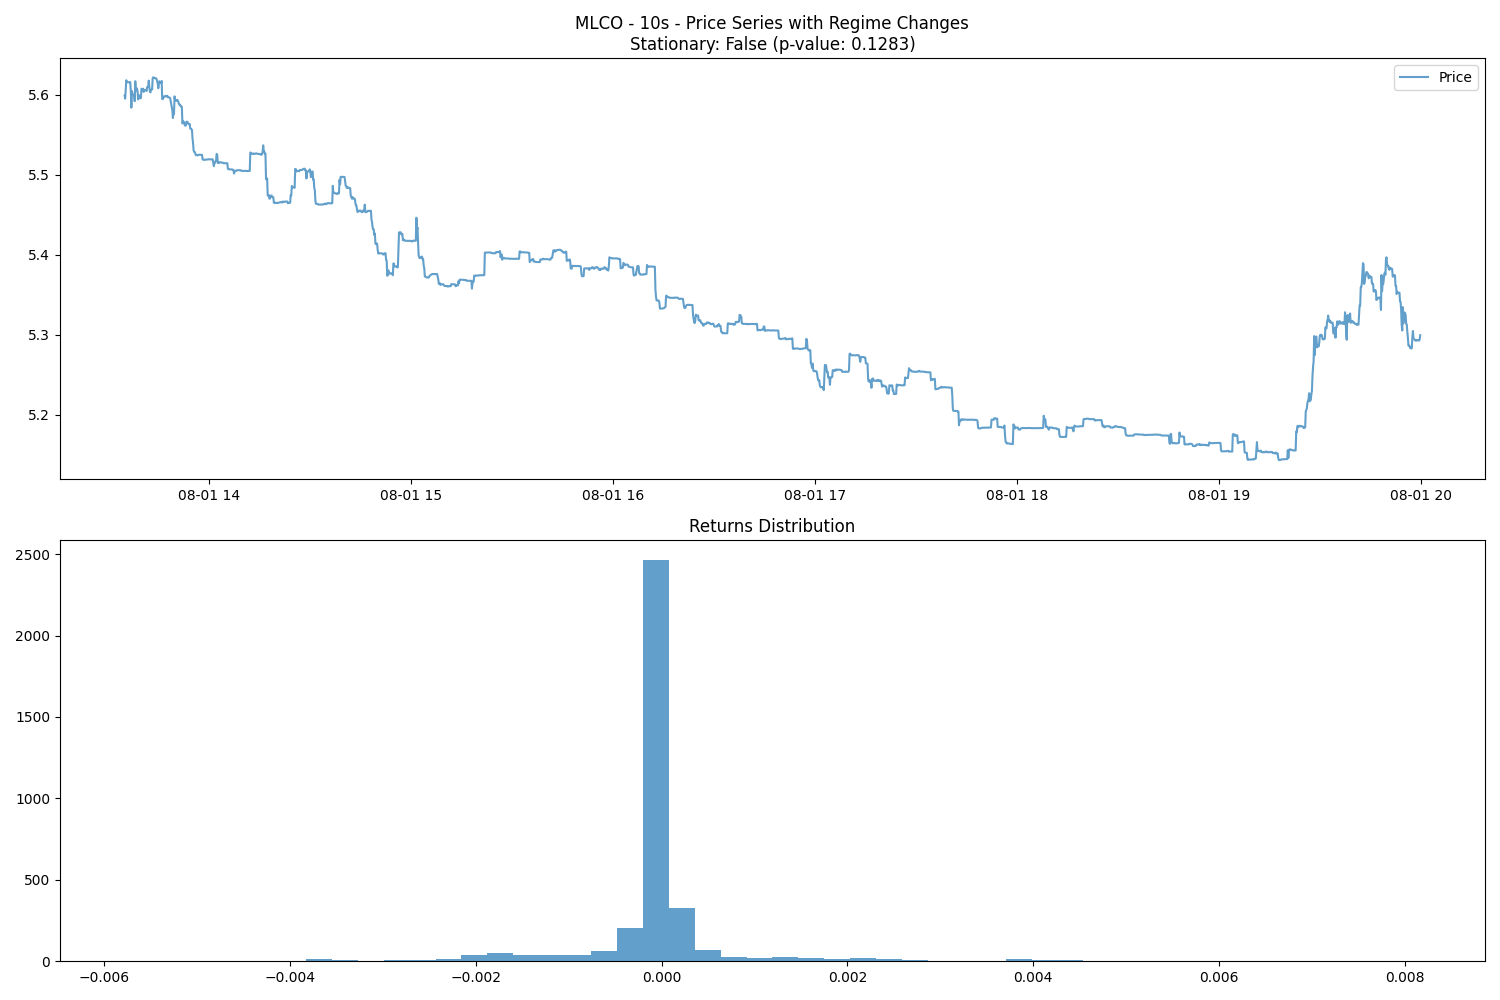 MLCO - 10s - Price Series with Regime Changes
Stationary: False (p-value: 0.1283)
Price
5.6
5.5
5.4
5.3
5.2
08-01 14 08-01 15 08-01 16 08-01 17 08-01 18 08-01 19 08-01 20
Returns Distribution
2500
2000
1500
1000
500
0
−0.006 −0.004 −0.002 0.000 0.002 0.004 0.006 0.008